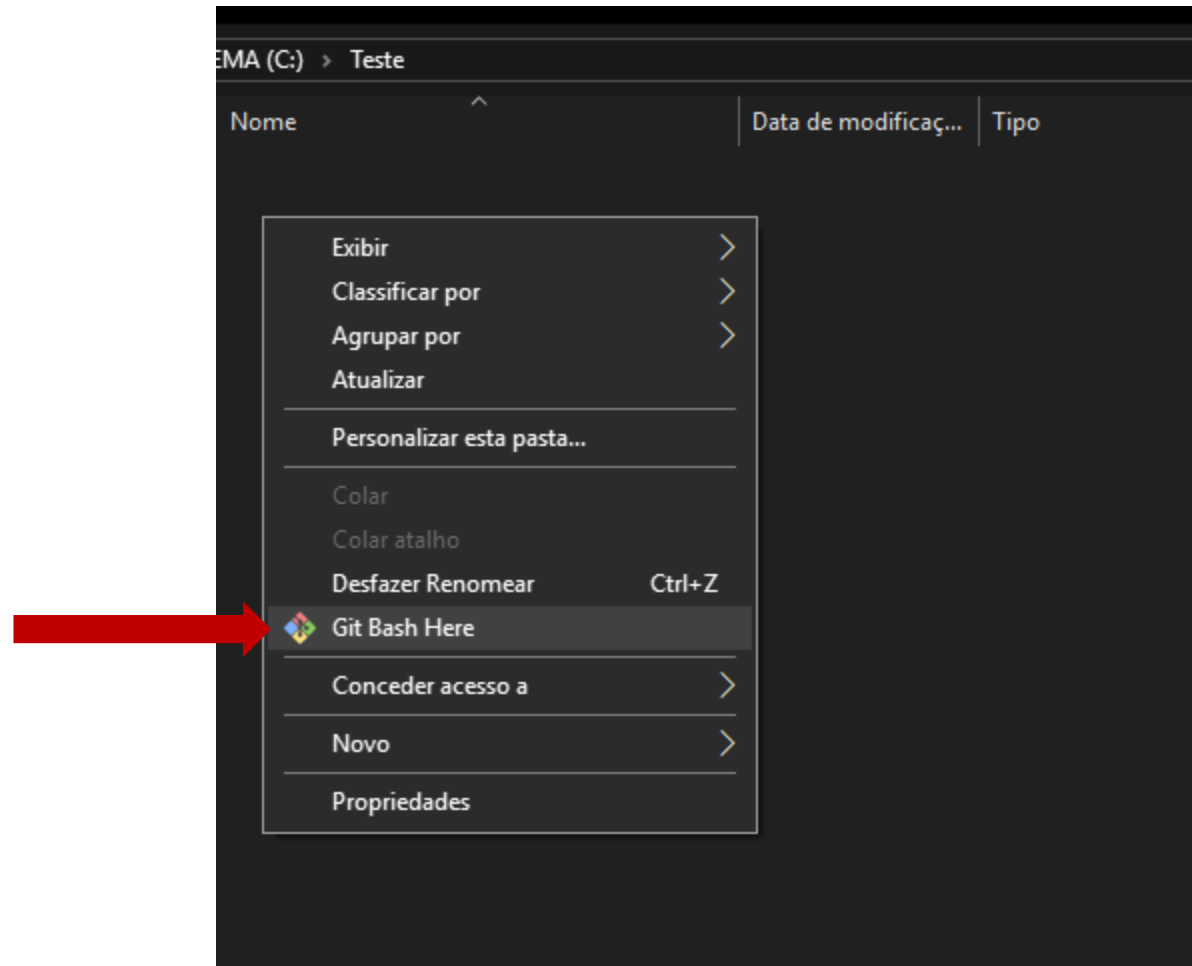 EMA (C:) > Teste
Nome Data de modificaç... Tipo
Exibir
Classificar por
Agrupar por
Atualizar
Personalizar esta pasta...
Colar
Colar atalho
Desfazer Renomear Ctrl+Z
Git Bash Here
Conceder acesso a
Novo
Propriedades